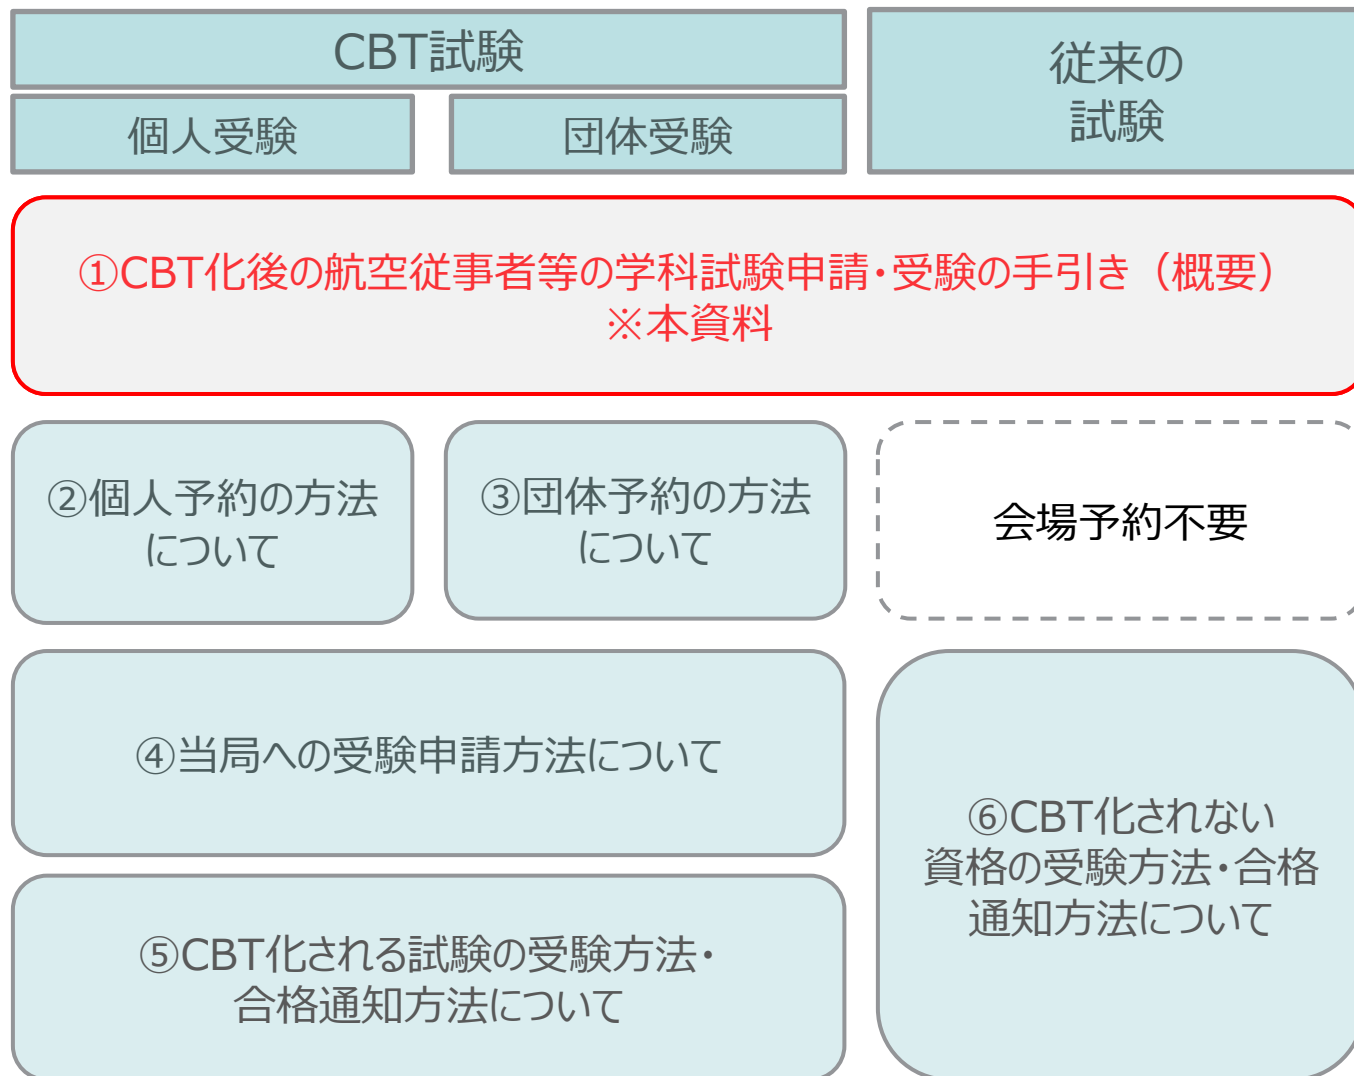 CBT試験
従来の
試験
個人受験
団体受験
①CBT化後の航空従事者等の学科試験申請・受験の手引き（概要）
※本資料
②個人予約の方法
について
③団体予約の方法
について
会場予約不要
④当局への受験申請方法について
⑤CBT化される試験の受験方法・
合格通知方法について
⑥CBT化されない
資格の受験方法・合格
通知方法について